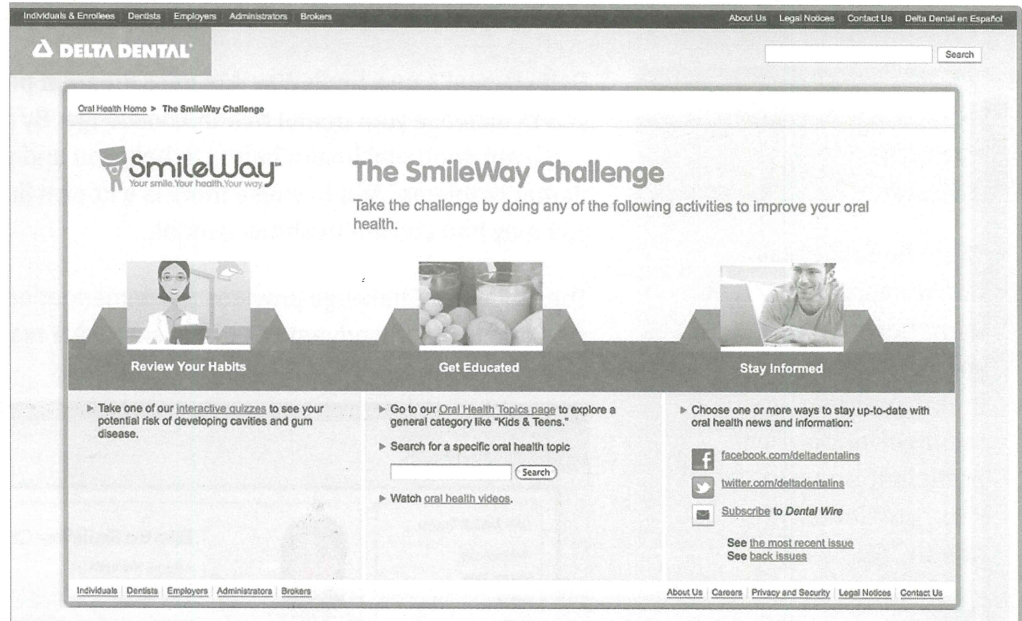 Individuals & Enrollees Dentists Employers Administrators Brokers
About Us Legal Notices Contact Us Delta Dental en Español
DELTA DENTAL®
Search
Oral Health Home > The SmileWay Challenge
SmileWay℠
Your smile. Your health. Your way.
The SmileWay Challenge
Take the challenge by doing any of the following activities to improve your oral
health.
Review Your Habits
Take one of our interactive quizzes to see your
potential risk of developing cavities and gum
disease.
Get Educated
Go to our Oral Health Topics page to explore a
general category like "Kids & Teens."
Search for a specific oral health topic
Search
Watch oral health videos.
Stay Informed
Choose one or more ways to stay up-to-date with
oral health news and information:
facebook.com/deltadentalins
twitter.com/deltadentalins
Subscribe to Dental Wire
See the most recent issue
See back issues
Individuals Dentists Employers Administrators Brokers
About Us Careers Privacy and Security Legal Notices Contact Us